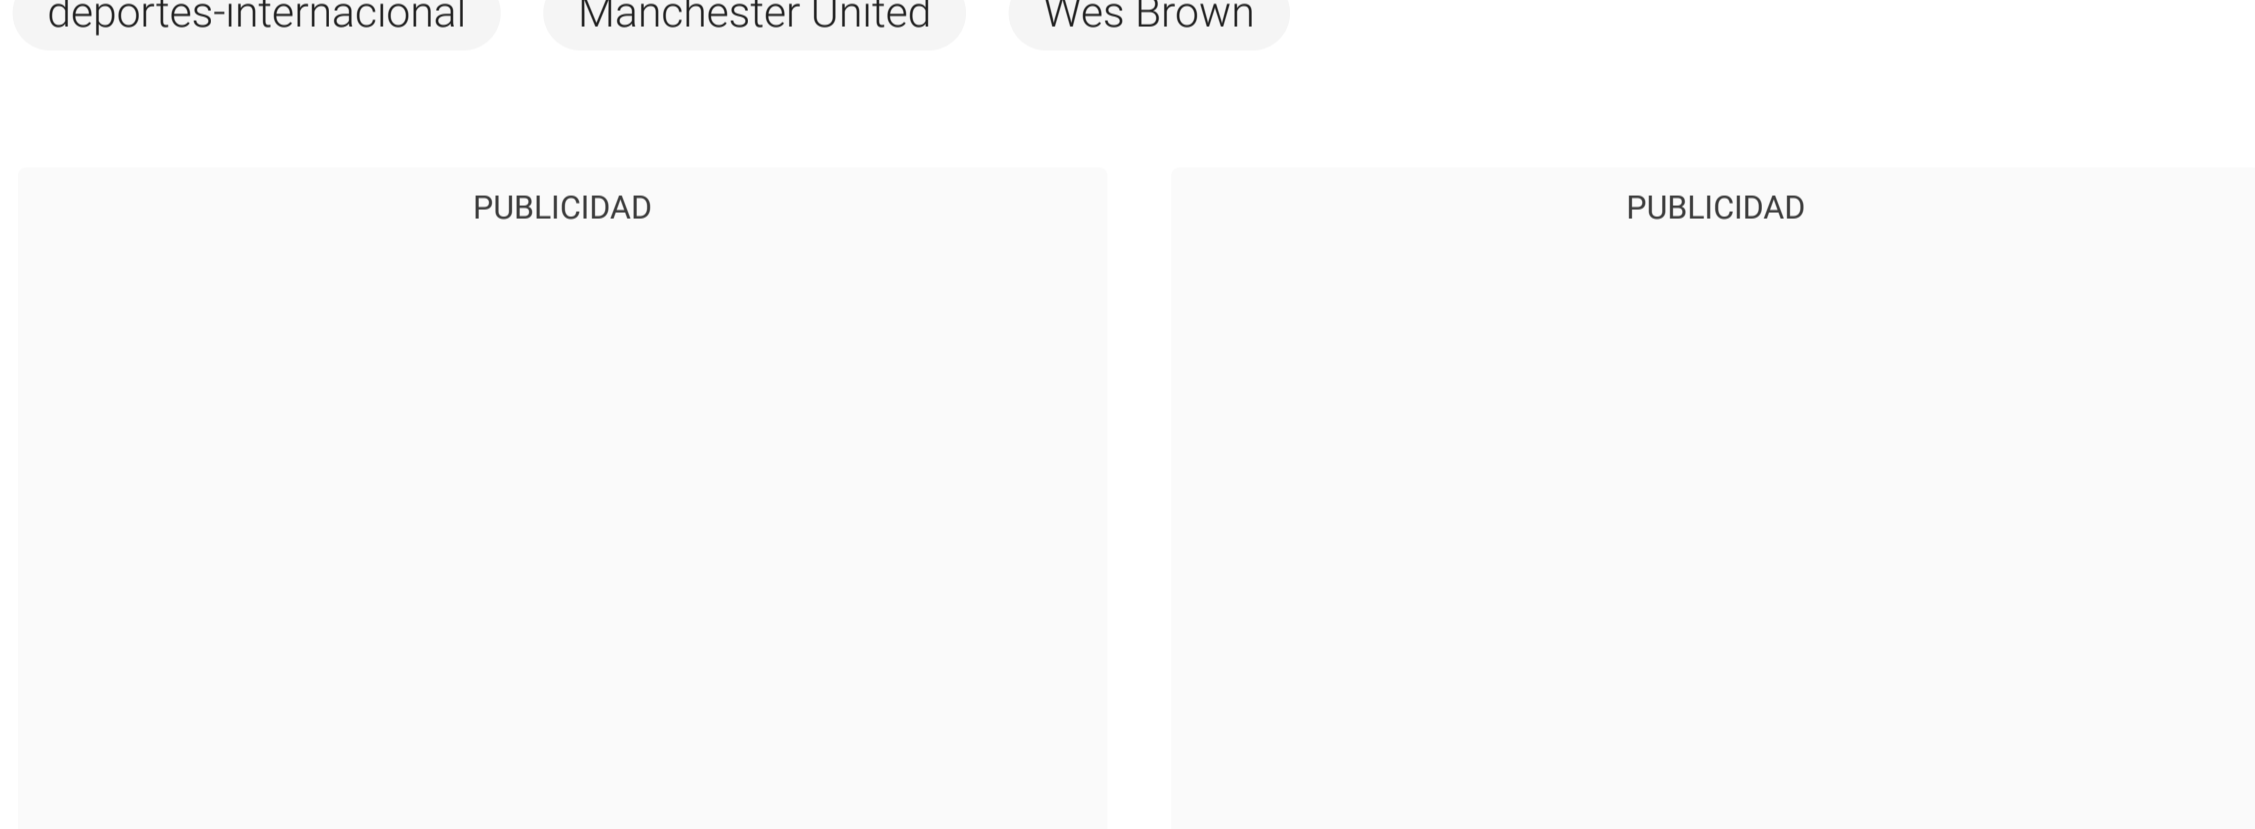 deportes-internacional Manchester United Wes Brown
PUBLICIDAD PUBLICIDAD